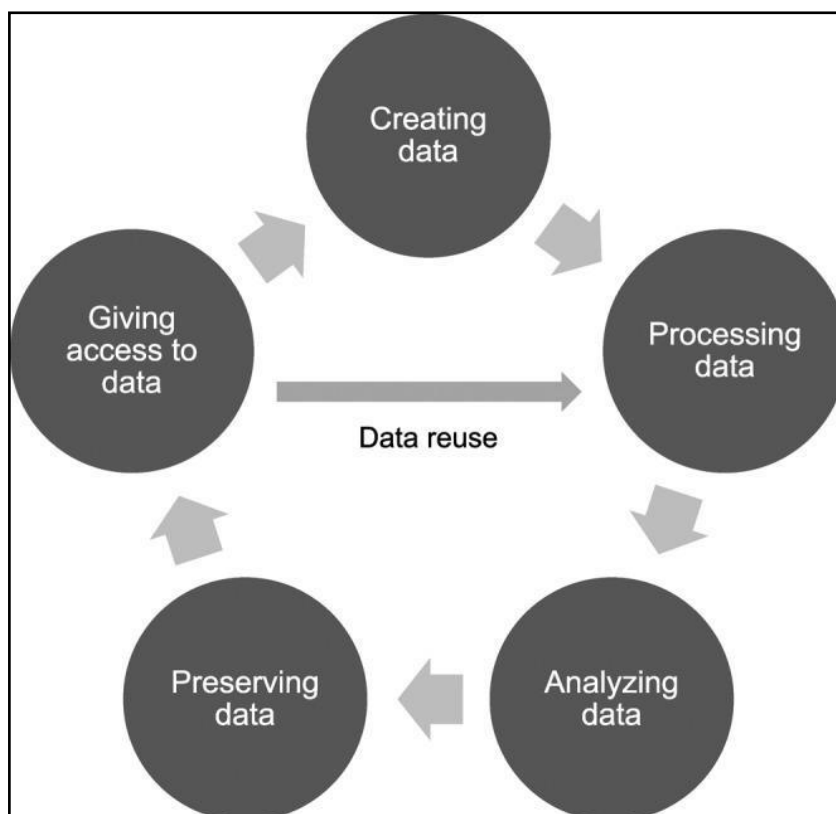 Creating
data
Processing
data
Analyzing
data
Preserving
data
Giving
access to
data
Data reuse